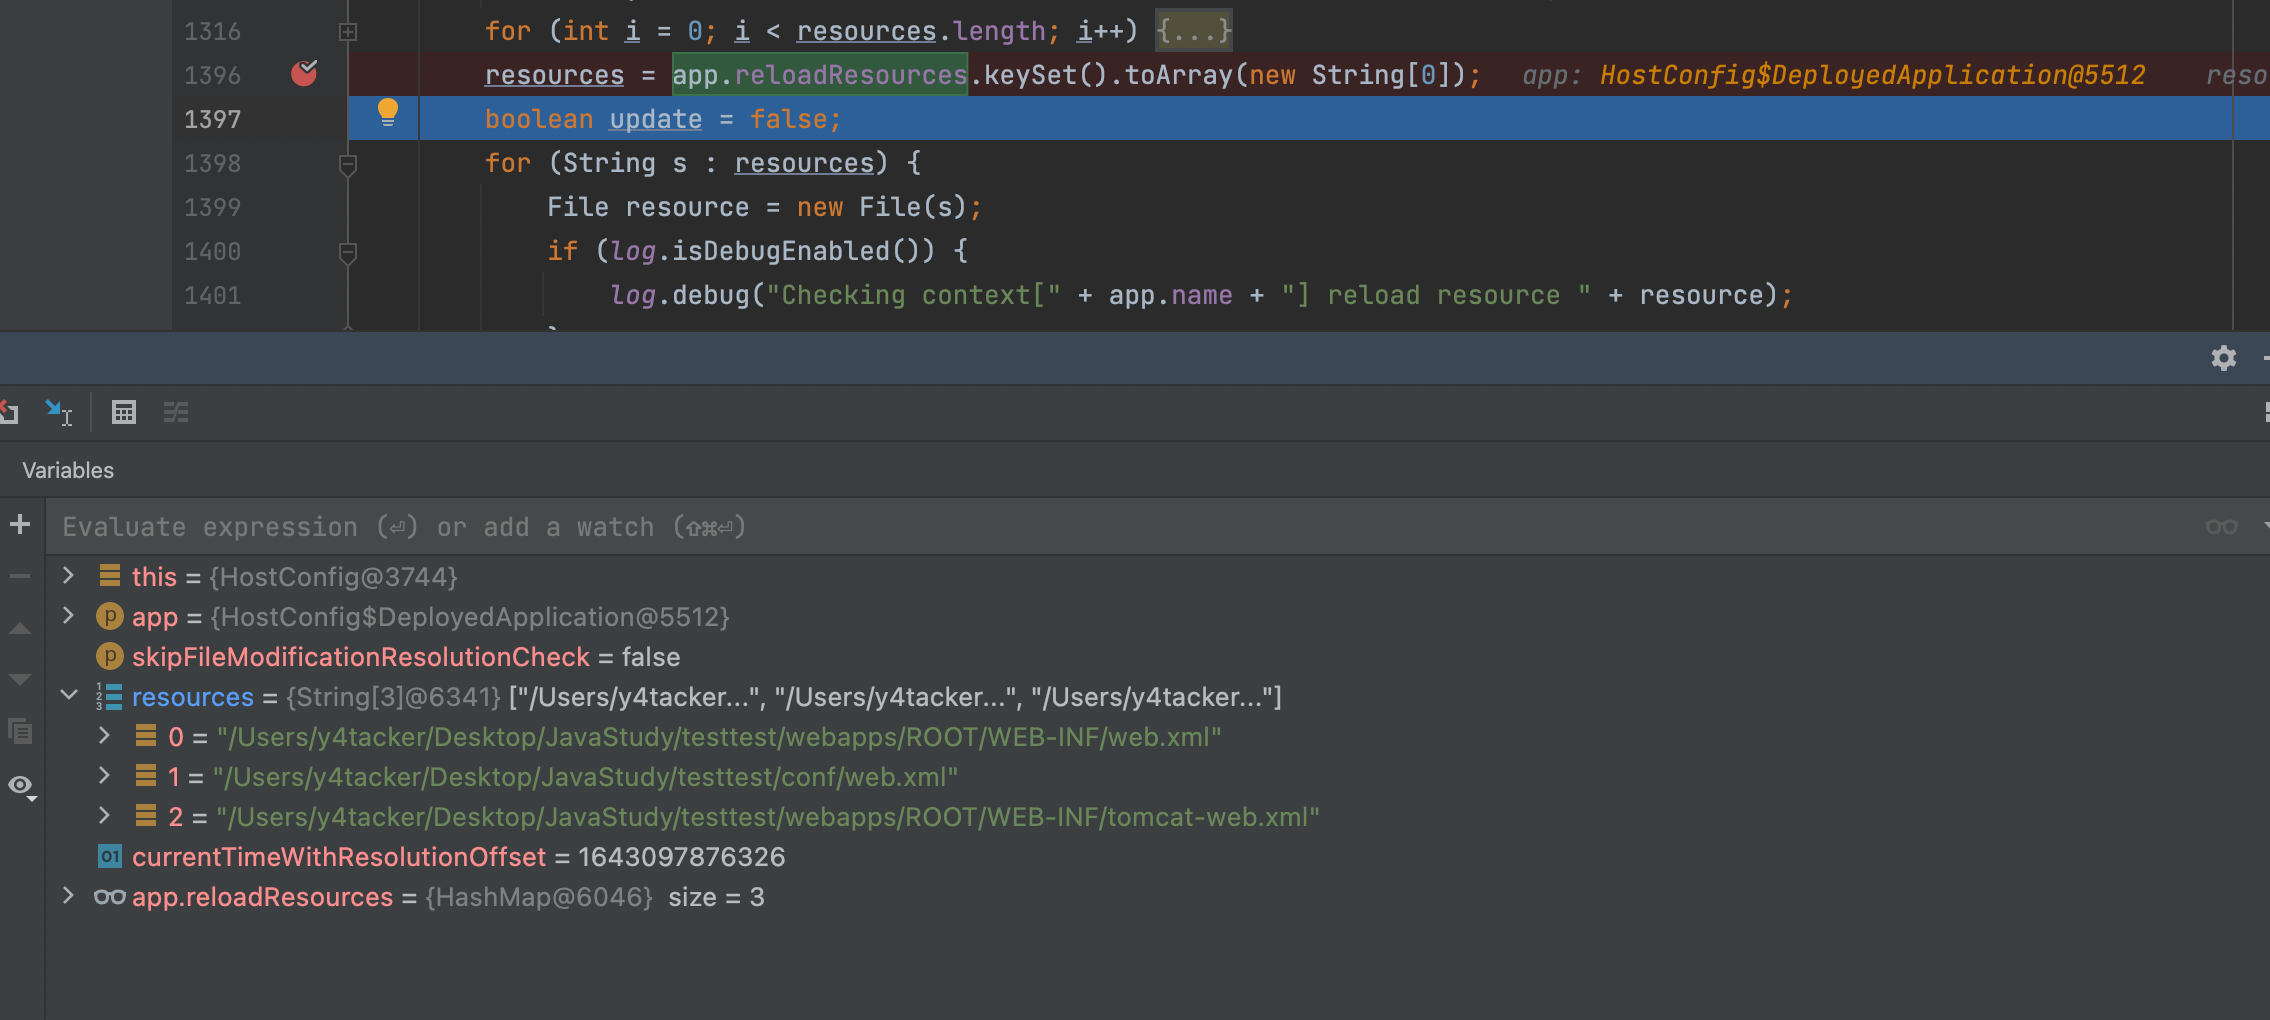 1316 for (int i = 0; i < resources.length; i++) {...}
1396 resources = app.reloadResources.keySet().toArray(new String[0]); app: HostConfig$DeployedApplication@5512 reso
1397 boolean update = false;
1398 for (String s : resources) {
1399 File resource = new File(s);
1400 if (log.isDebugEnabled()) {
1401 log.debug("Checking context[" + app.name + "] reload resource " + resource);
Variables
Evaluate expression (⏎) or add a watch (⇧⌘⏎)
this = {HostConfig@3744}
app = {HostConfig$DeployedApplication@5512}
skipFileModificationResolutionCheck = false
resources = {String[3]@6341} ["/Users/y4tacker...", "/Users/y4tacker...", "/Users/y4tacker..."]
0 = "/Users/y4tacker/Desktop/JavaStudy/testtest/webapps/ROOT/WEB-INF/web.xml"
1 = "/Users/y4tacker/Desktop/JavaStudy/testtest/conf/web.xml"
2 = "/Users/y4tacker/Desktop/JavaStudy/testtest/webapps/ROOT/WEB-INF/tomcat-web.xml"
currentTimeWithResolutionOffset = 1643097876326
app.reloadResources = {HashMap@6046} size = 3